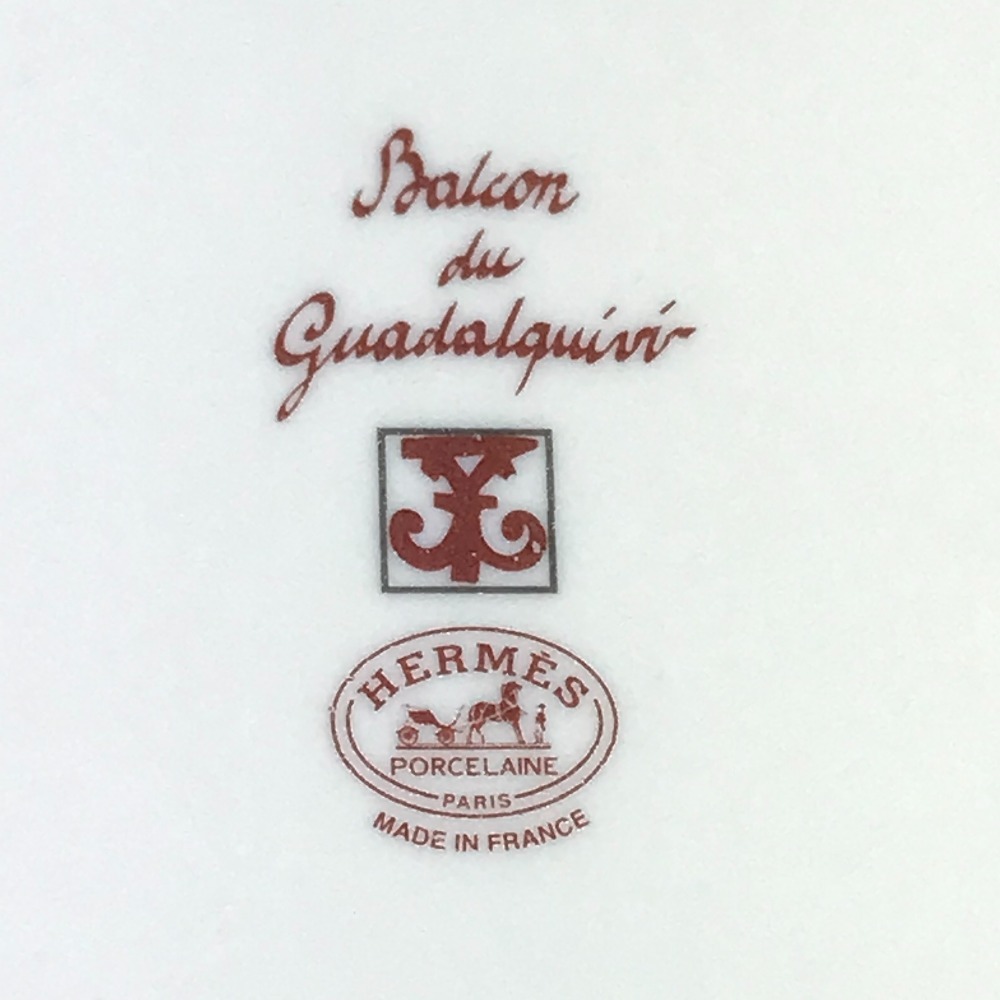 Balcon
du
Guadalquivir
HERMÈS
PORCELAINE
PARIS
MADE IN FRANCE